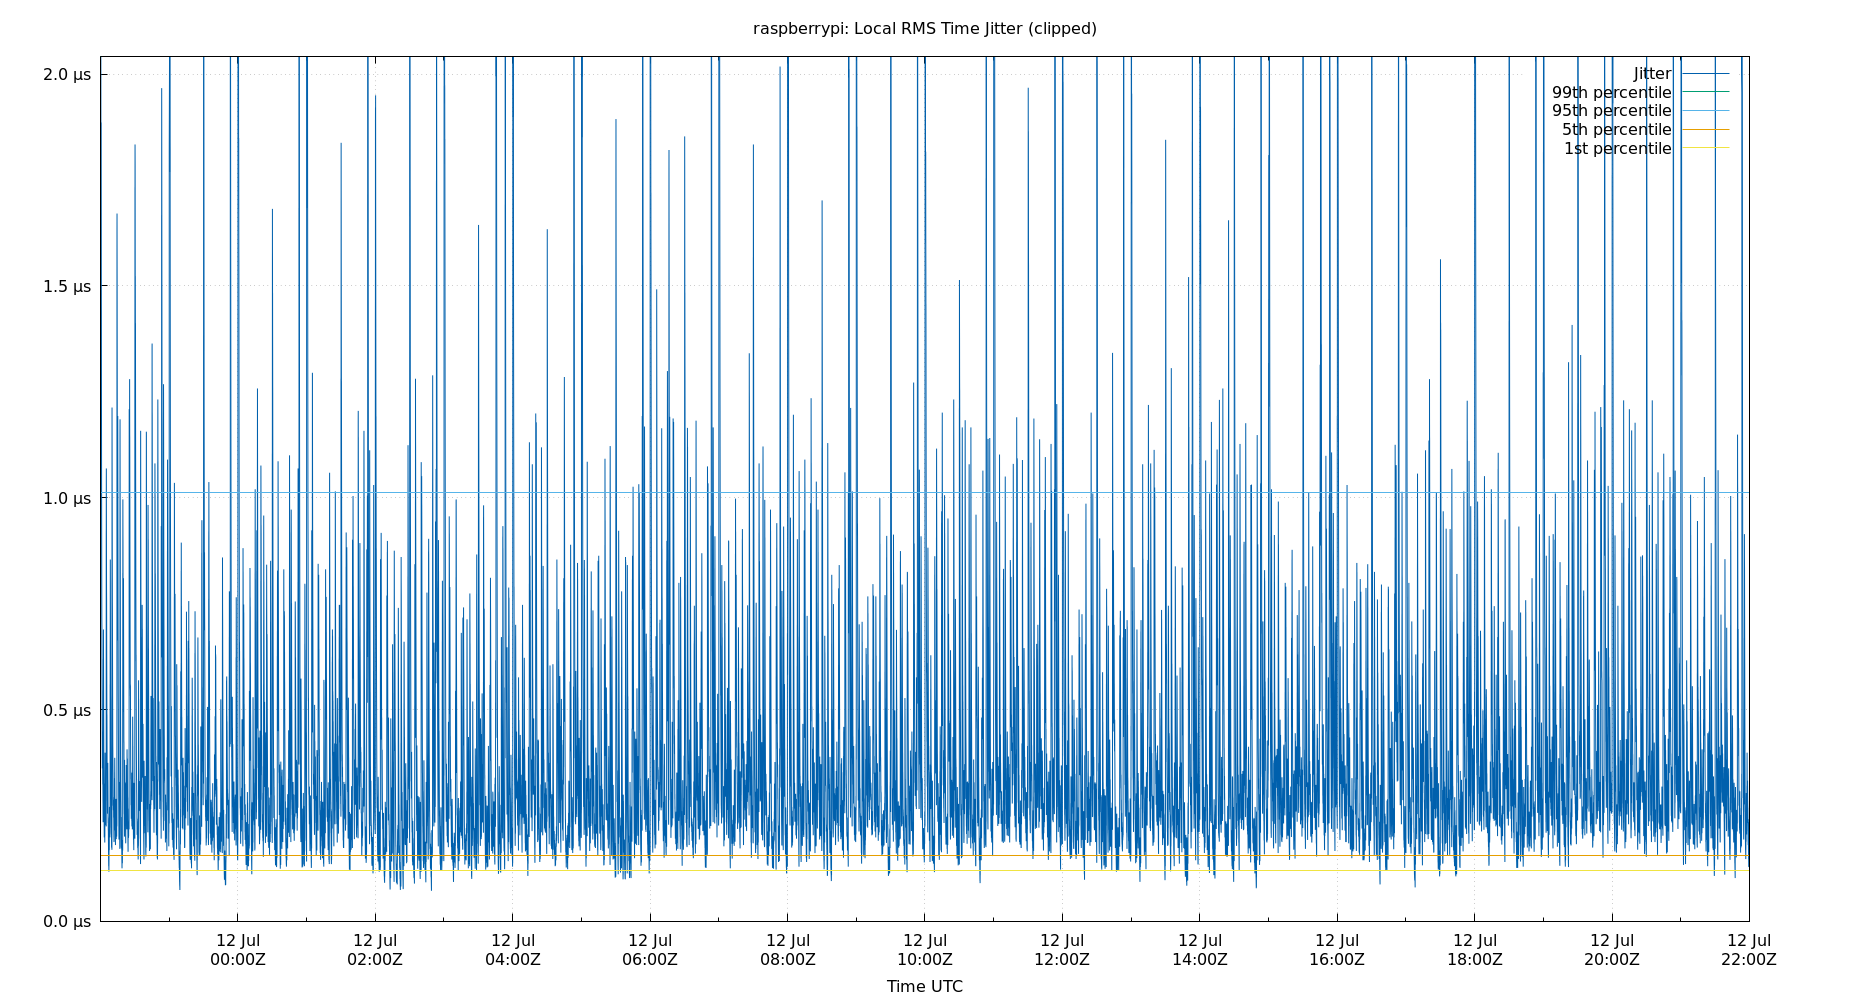 raspberrypi: Local RMS Time Jitter (clipped)
2.0 µs
1.5 µs
1.0 µs
0.5 µs
0.0 µs
Jitter
99th percentile
95th percentile
5th percentile
1st percentile
12 Jul 12 Jul 12 Jul 12 Jul 12 Jul 12 Jul 12 Jul 12 Jul 12 Jul 12 Jul 12 Jul 12 Jul
00:00Z 02:00Z 04:00Z 06:00Z 08:00Z 10:00Z 12:00Z 14:00Z 16:00Z 18:00Z 20:00Z 22:00Z
Time UTC